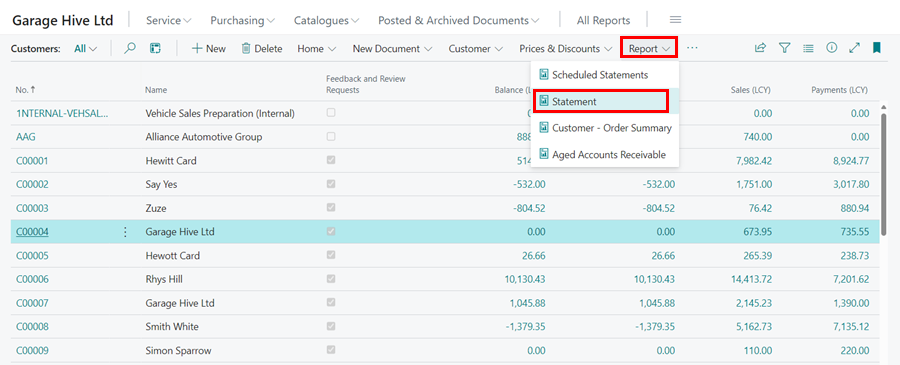 Garage Hive Ltd Service Purchasing Catalogues Posted & Archived Documents All Reports
Customers: All New Delete Home New Document Customer Prices & Discounts Report ...
Scheduled Statements
Statement
Customer - Order Summary
Aged Accounts Receivable
No. ↑ Name Feedback and Review Requests Balance (L Sales (LCY) Payments (LCY)
1NTERNAL-VEHSAL... Vehicle Sales Preparation (Internal) 0. 0.00 0.00
AAG Alliance Automotive Group 888 740.00 0.00
C00001 Hewitt Card 514 7,982.42 8,924.77
C00002 Say Yes -532.00 -532.00 1,751.00 3,017.80
C00003 Zuze -804.52 -804.52 76.42 880.94
C00004 Garage Hive Ltd 0.00 0.00 673.95 735.55
C00005 Hewott Card 26.66 26.66 265.39 238.73
C00006 Rhys Hill 10,130.43 10,130.43 14,413.72 7,201.62
C00007 Garage Hive Ltd 1,045.88 1,045.88 2,145.23 1,390.00
C00008 Smith White -1,379.35 -1,379.35 5,162.73 7,135.12
C00009 Simon Sparrow 0.00 0.00 110.00 220.00